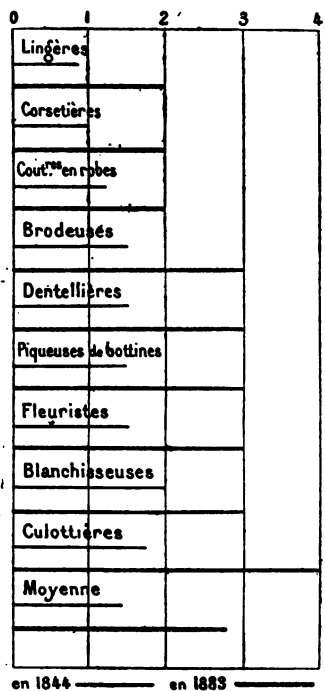 0 1 2 3 4
Lingères
Corsetières
Cout.res en robes
Brodeuses
Dentellières
Piqueuses de bottines
Fleuristes
Blanchisseuses
Culottières
Moyenne
en 1844 en 1883